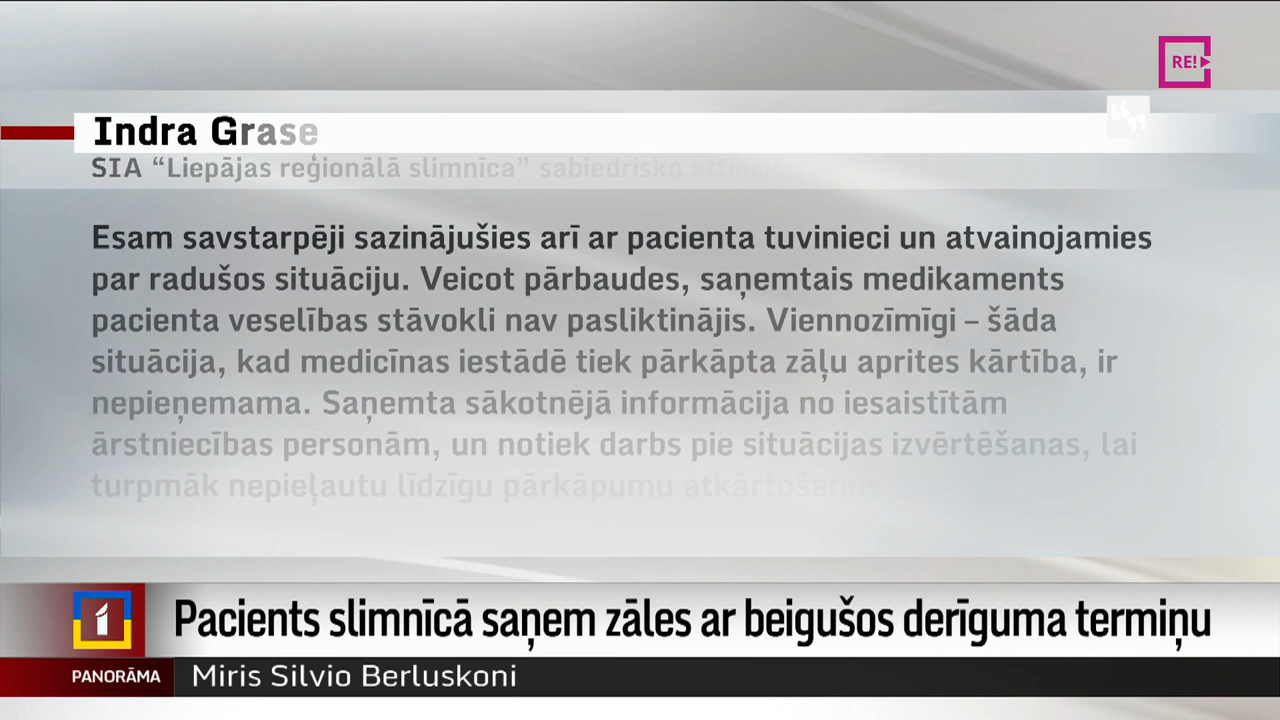 RE!
Indra Grase
SIA “Liepājas reģionālā slimnīca” sabiedrisko
Esam savstarpēji sazinājušies arī ar pacienta tuvinieci un atvainojamies
par radušos situāciju. Veicot pārbaudes, saņemtais medikaments
pacienta veselības stāvokli nav pasliktinājis. Viennozīmīgi – šāda
situācija, kad medicīnas iestādē tiek pārkāpta zāļu aprites kārtība, ir
nepieņemama. Saņemta sākotnējā informācija no iesaistītām
ārstniecības personām, un notiek darbs pie situācijas izvērtēšanas, lai
turpmāk nepieļautu līdzīgu pārkāpumu atkārtošanos.
1 Pacients slimnīcā saņem zāles ar beigušos derīguma termiņu
PANORĀMA Miris Silvio Berluskoni